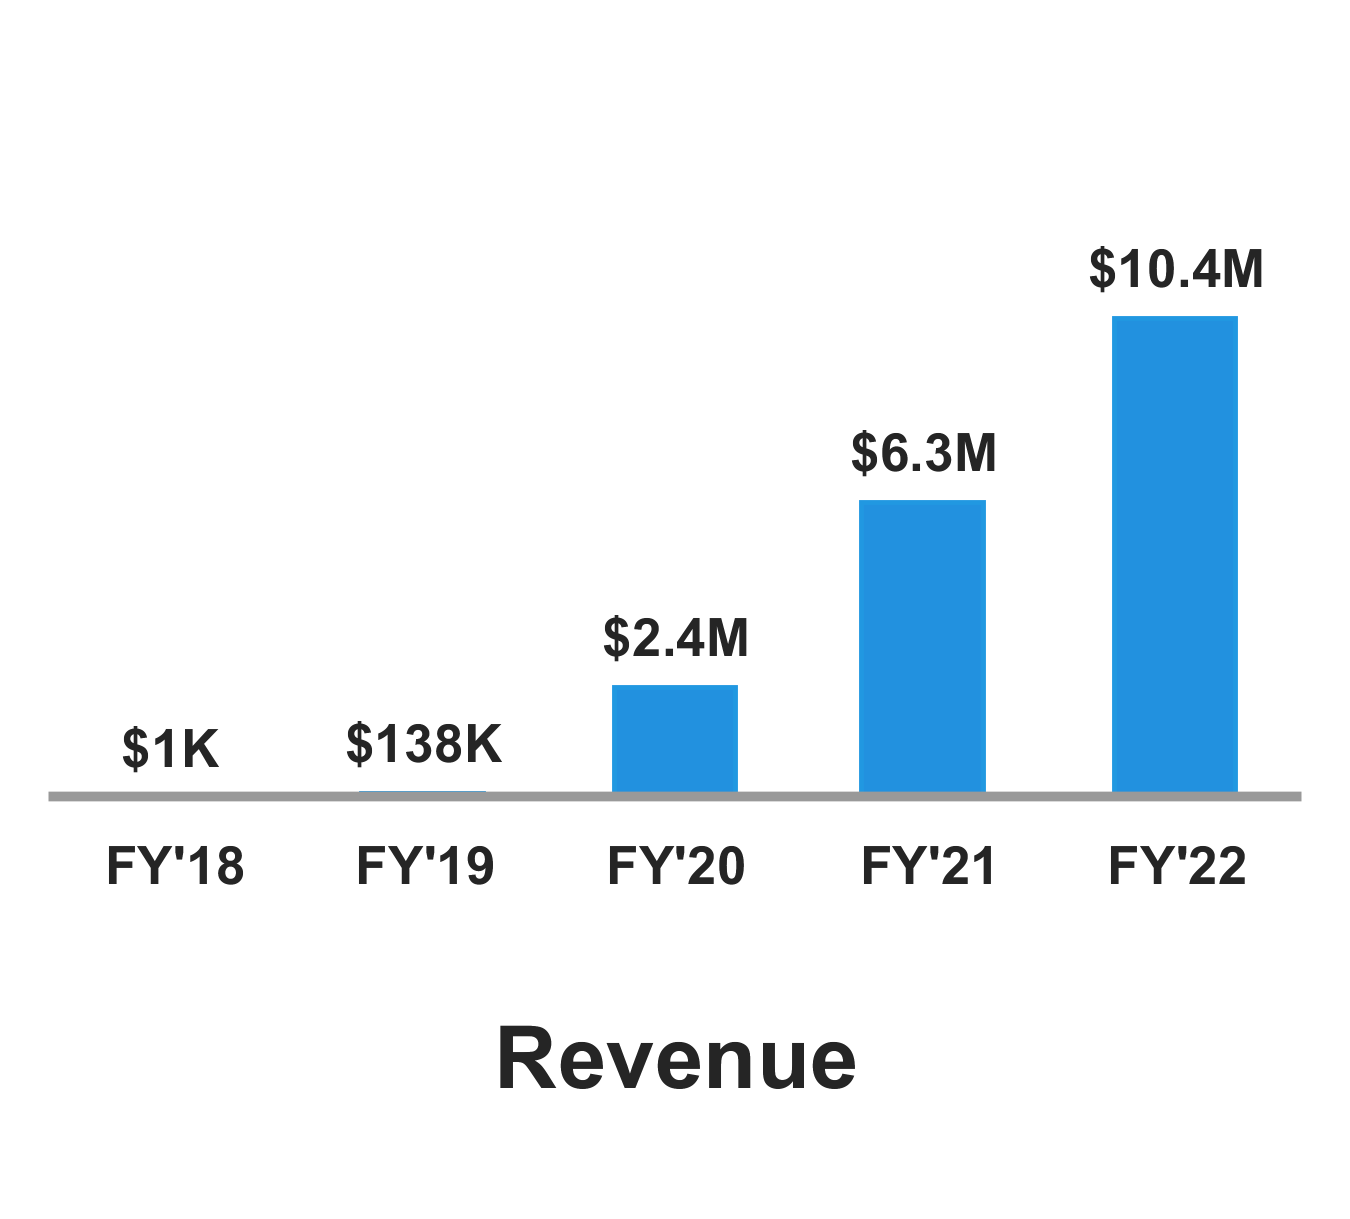 $10.4M
$6.3M
$2.4M
$1K $138K
FY'18 FY'19 FY'20 FY'21 FY'22
Revenue